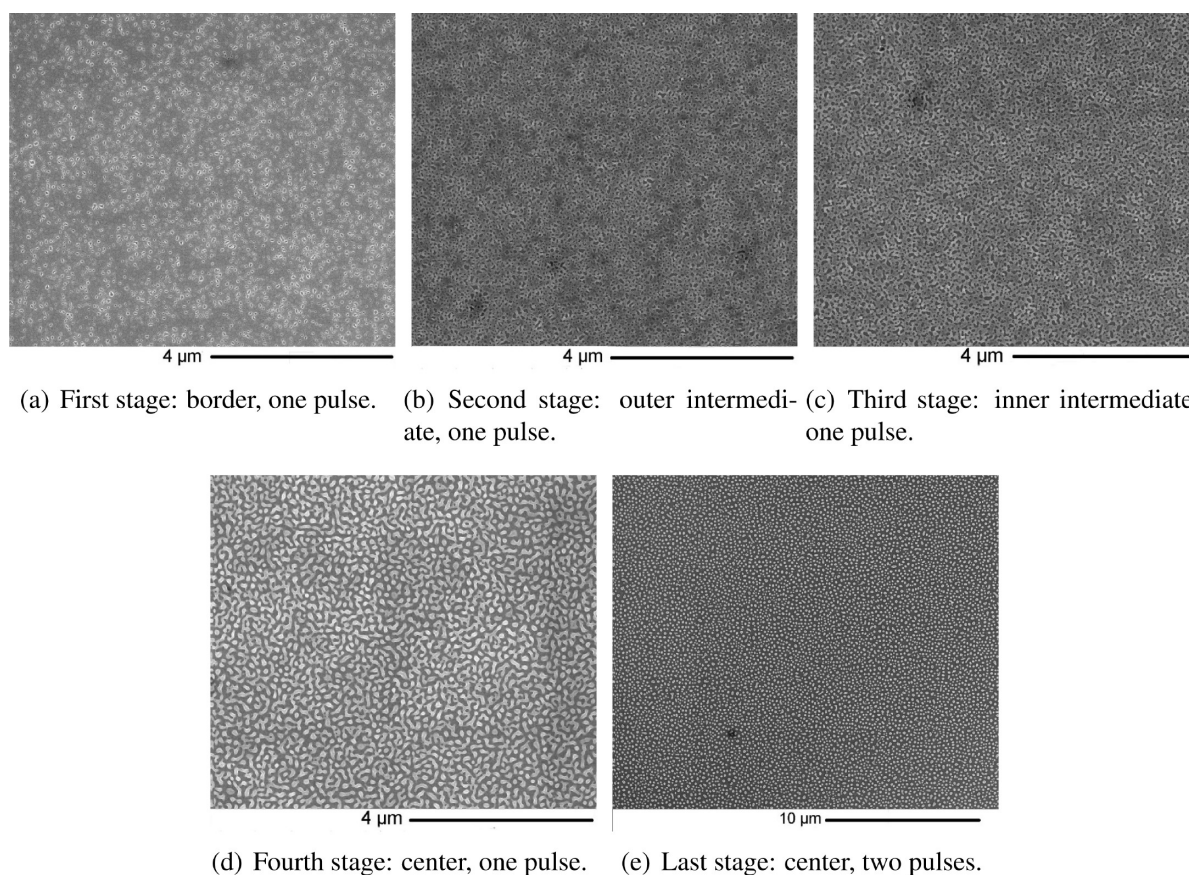 4 µm
4 µm
4 µm
(a) First stage: border, one pulse.
(b) Second stage: outer intermedi-
ate, one pulse.
(c) Third stage: inner intermediate
one pulse.
4 µm
10 µm
(d) Fourth stage: center, one pulse.
(e) Last stage: center, two pulses.